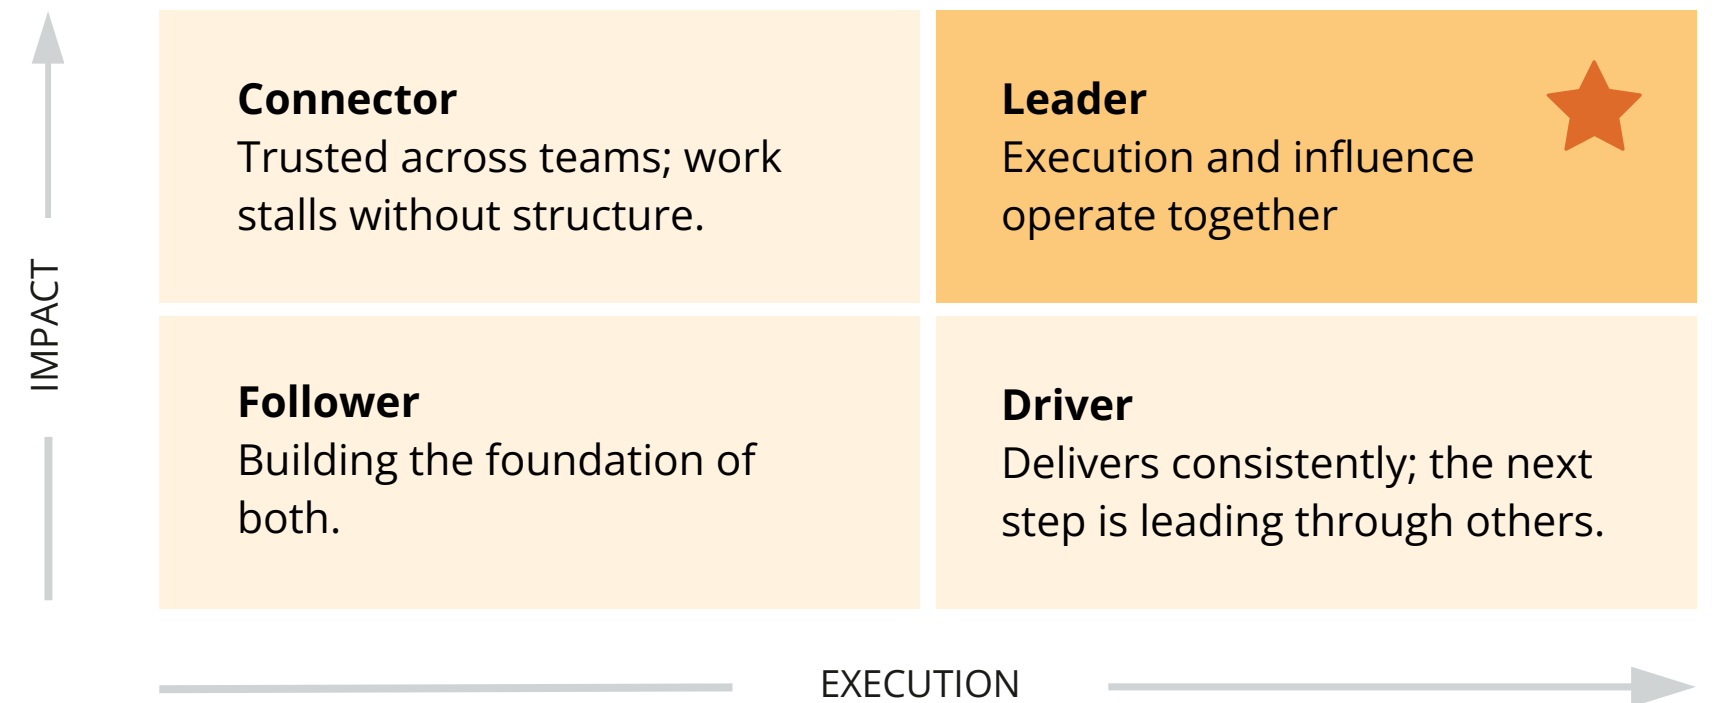 Connector
Trusted across teams; work
stalls without structure.
Leader
Execution and influence
operate together
IMPACT
Follower
Building the foundation of
both.
Driver
Delivers consistently; the next
step is leading through others.
EXECUTION